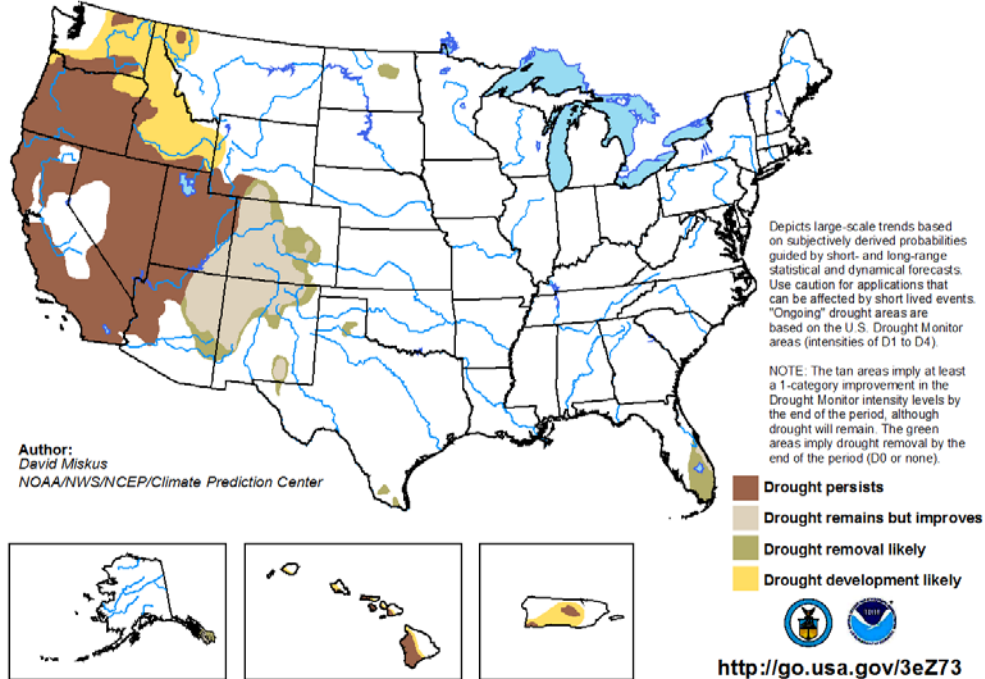 Depicts large-scale trends based
on subjectively derived probabilities
guided by short- and long-range
statistical and dynamical forecasts.
Use caution for applications that
can be affected by short lived events.
"Ongoing" drought areas are
based on the U.S. Drought Monitor
areas (intensities of D1 to D4).
NOTE: The tan areas imply at least
a 1-category improvement in the
Drought Monitor intensity levels by
the end of the period, although
drought will remain. The green
areas imply drought removal by the
end of the period (D0 or none).
Author:
David Miskus
NOAA/NWS/NCEP/Climate Prediction Center
Drought persists
Drought remains but improves
Drought removal likely
Drought development likely
http://go.usa.gov/3eZ73